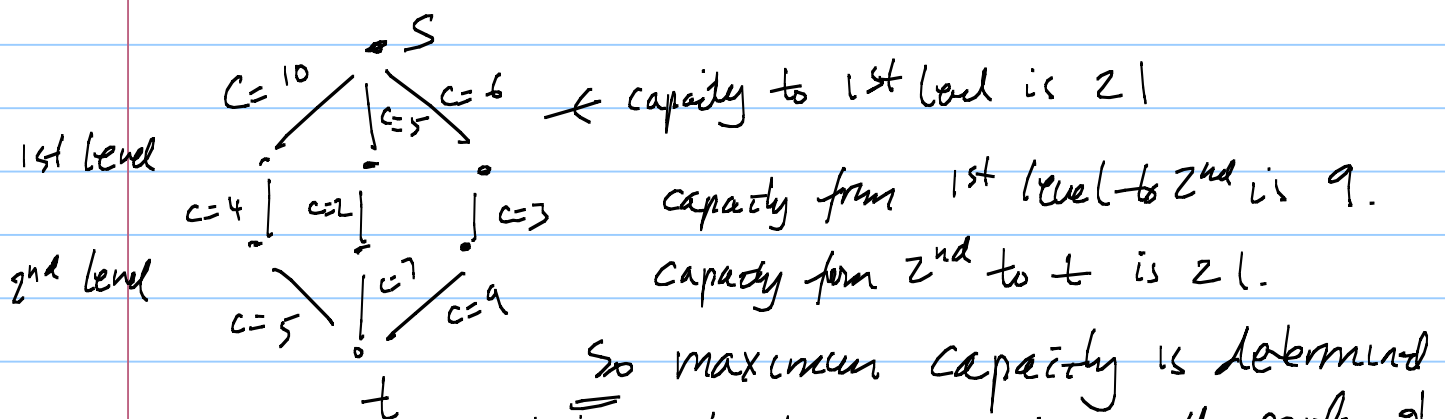 S
C= 10
c=5
c= 6
← capacity to 1st level is 21
1st level
c=4
c=2
c=3
capacity from 1st level to 2nd is 9.
2nd level
capacity form 2nd to t is 21.
c= 5
c=7
c=9
t
So maximum capacity is determined